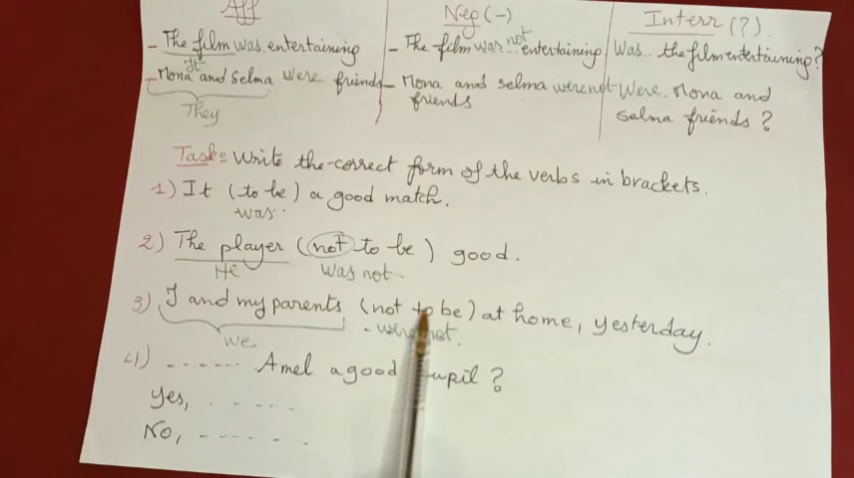 Aff
Neg (-)
Interr (?)
- The film was entertaining
It
- Mona and Selma were friends
They
- The film was not entertaining
- Mona and selma were not
friends
Was.. the film entertaining?
Were. Mona and
Selma friends ?
Task: Write the correct form of the verbs in brackets.
1) It (to be) a good match.
was..
2) The player (not to be) good.
He
was not.
3) I and my parents (not to be) at home, yesterday.
we
were not.
4) ...... Amel a good pupil ?
Yes, . . . . . .
No, - - - - - - -